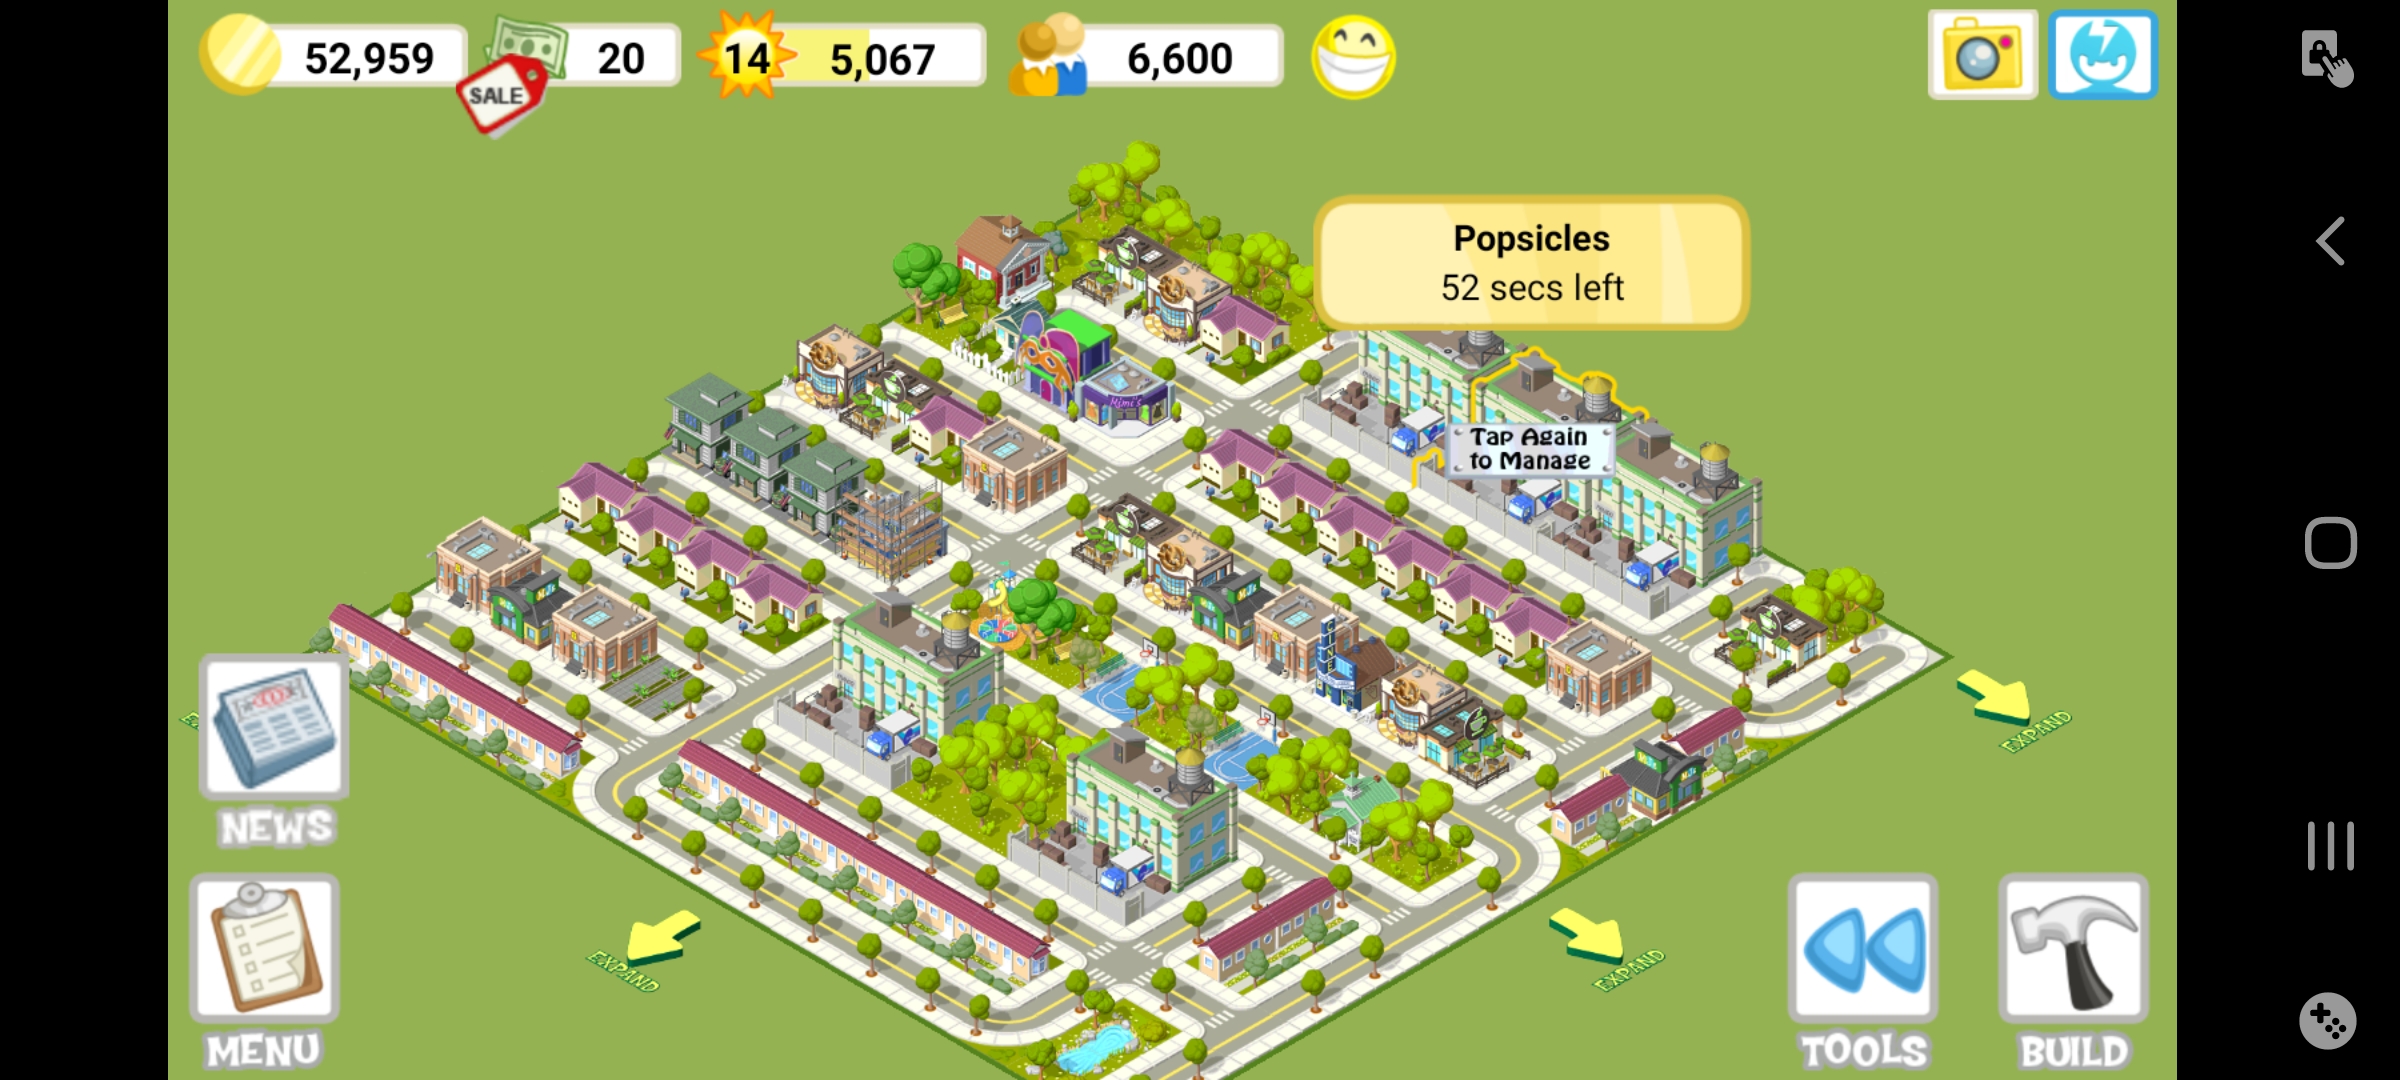 52,959
20
14
5,067
6,600
SALE
Popsicles
52 secs left
Tap Again
to Manage
Kimi's
NEWS
MENU
EXPAND
EXPAND
EXPAND
TOOLS
BUILD